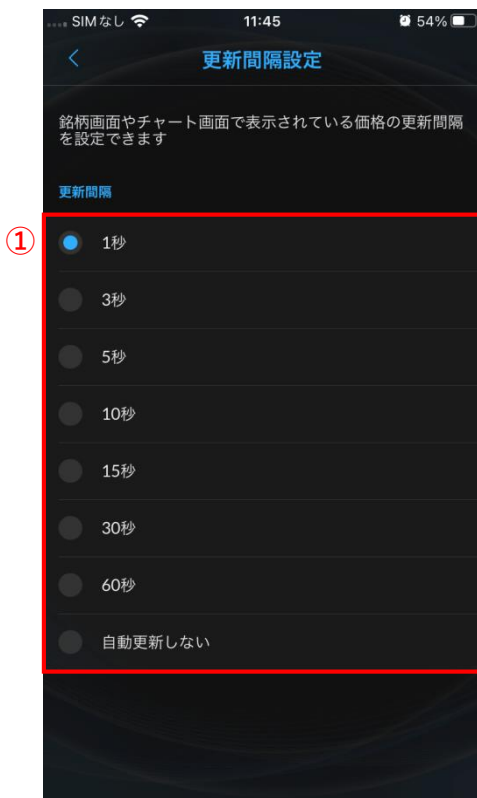 SIMなし 11:45 54%
更新間隔設定
銘柄画面やチャート画面で表示されている価格の更新間隔
を設定できます
更新間隔
①
1秒
3秒
5秒
10秒
15秒
30秒
60秒
自動更新しない